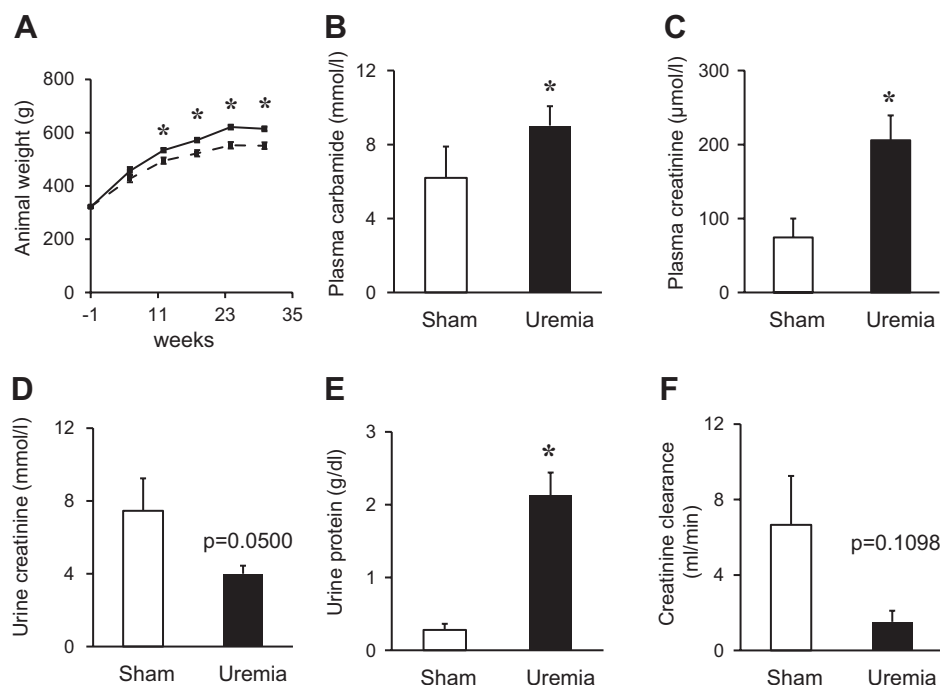 A
Animal weight (g)
800
600
400
200
0
* * * *
-1 11 23 35
weeks
B
Plasma carbamide (mmol/l)
12
8
4
0
*
Sham Uremia
C
Plasma creatinine (μmol/l)
300
200
100
0
*
Sham Uremia
D
Urine creatinine (mmol/l)
12
8
4
0
p=0.0500
Sham Uremia
E
Urine protein (g/dl)
3
2
1
0
*
Sham Uremia
F
Creatinine clearance
(ml/min)
12
8
4
0
p=0.1098
Sham Uremia